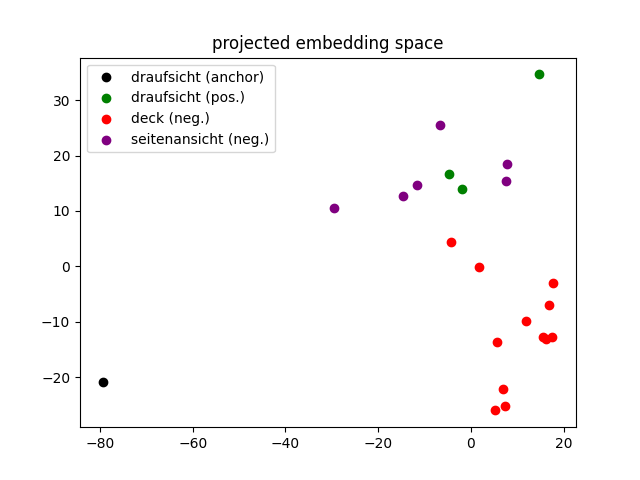 projected embedding space
draufsicht (anchor)
draufsicht (pos.)
deck (neg.)
seitenansicht (neg.)
30
20
10
0
−10
−20
−80 −60 −40 −20 0 20